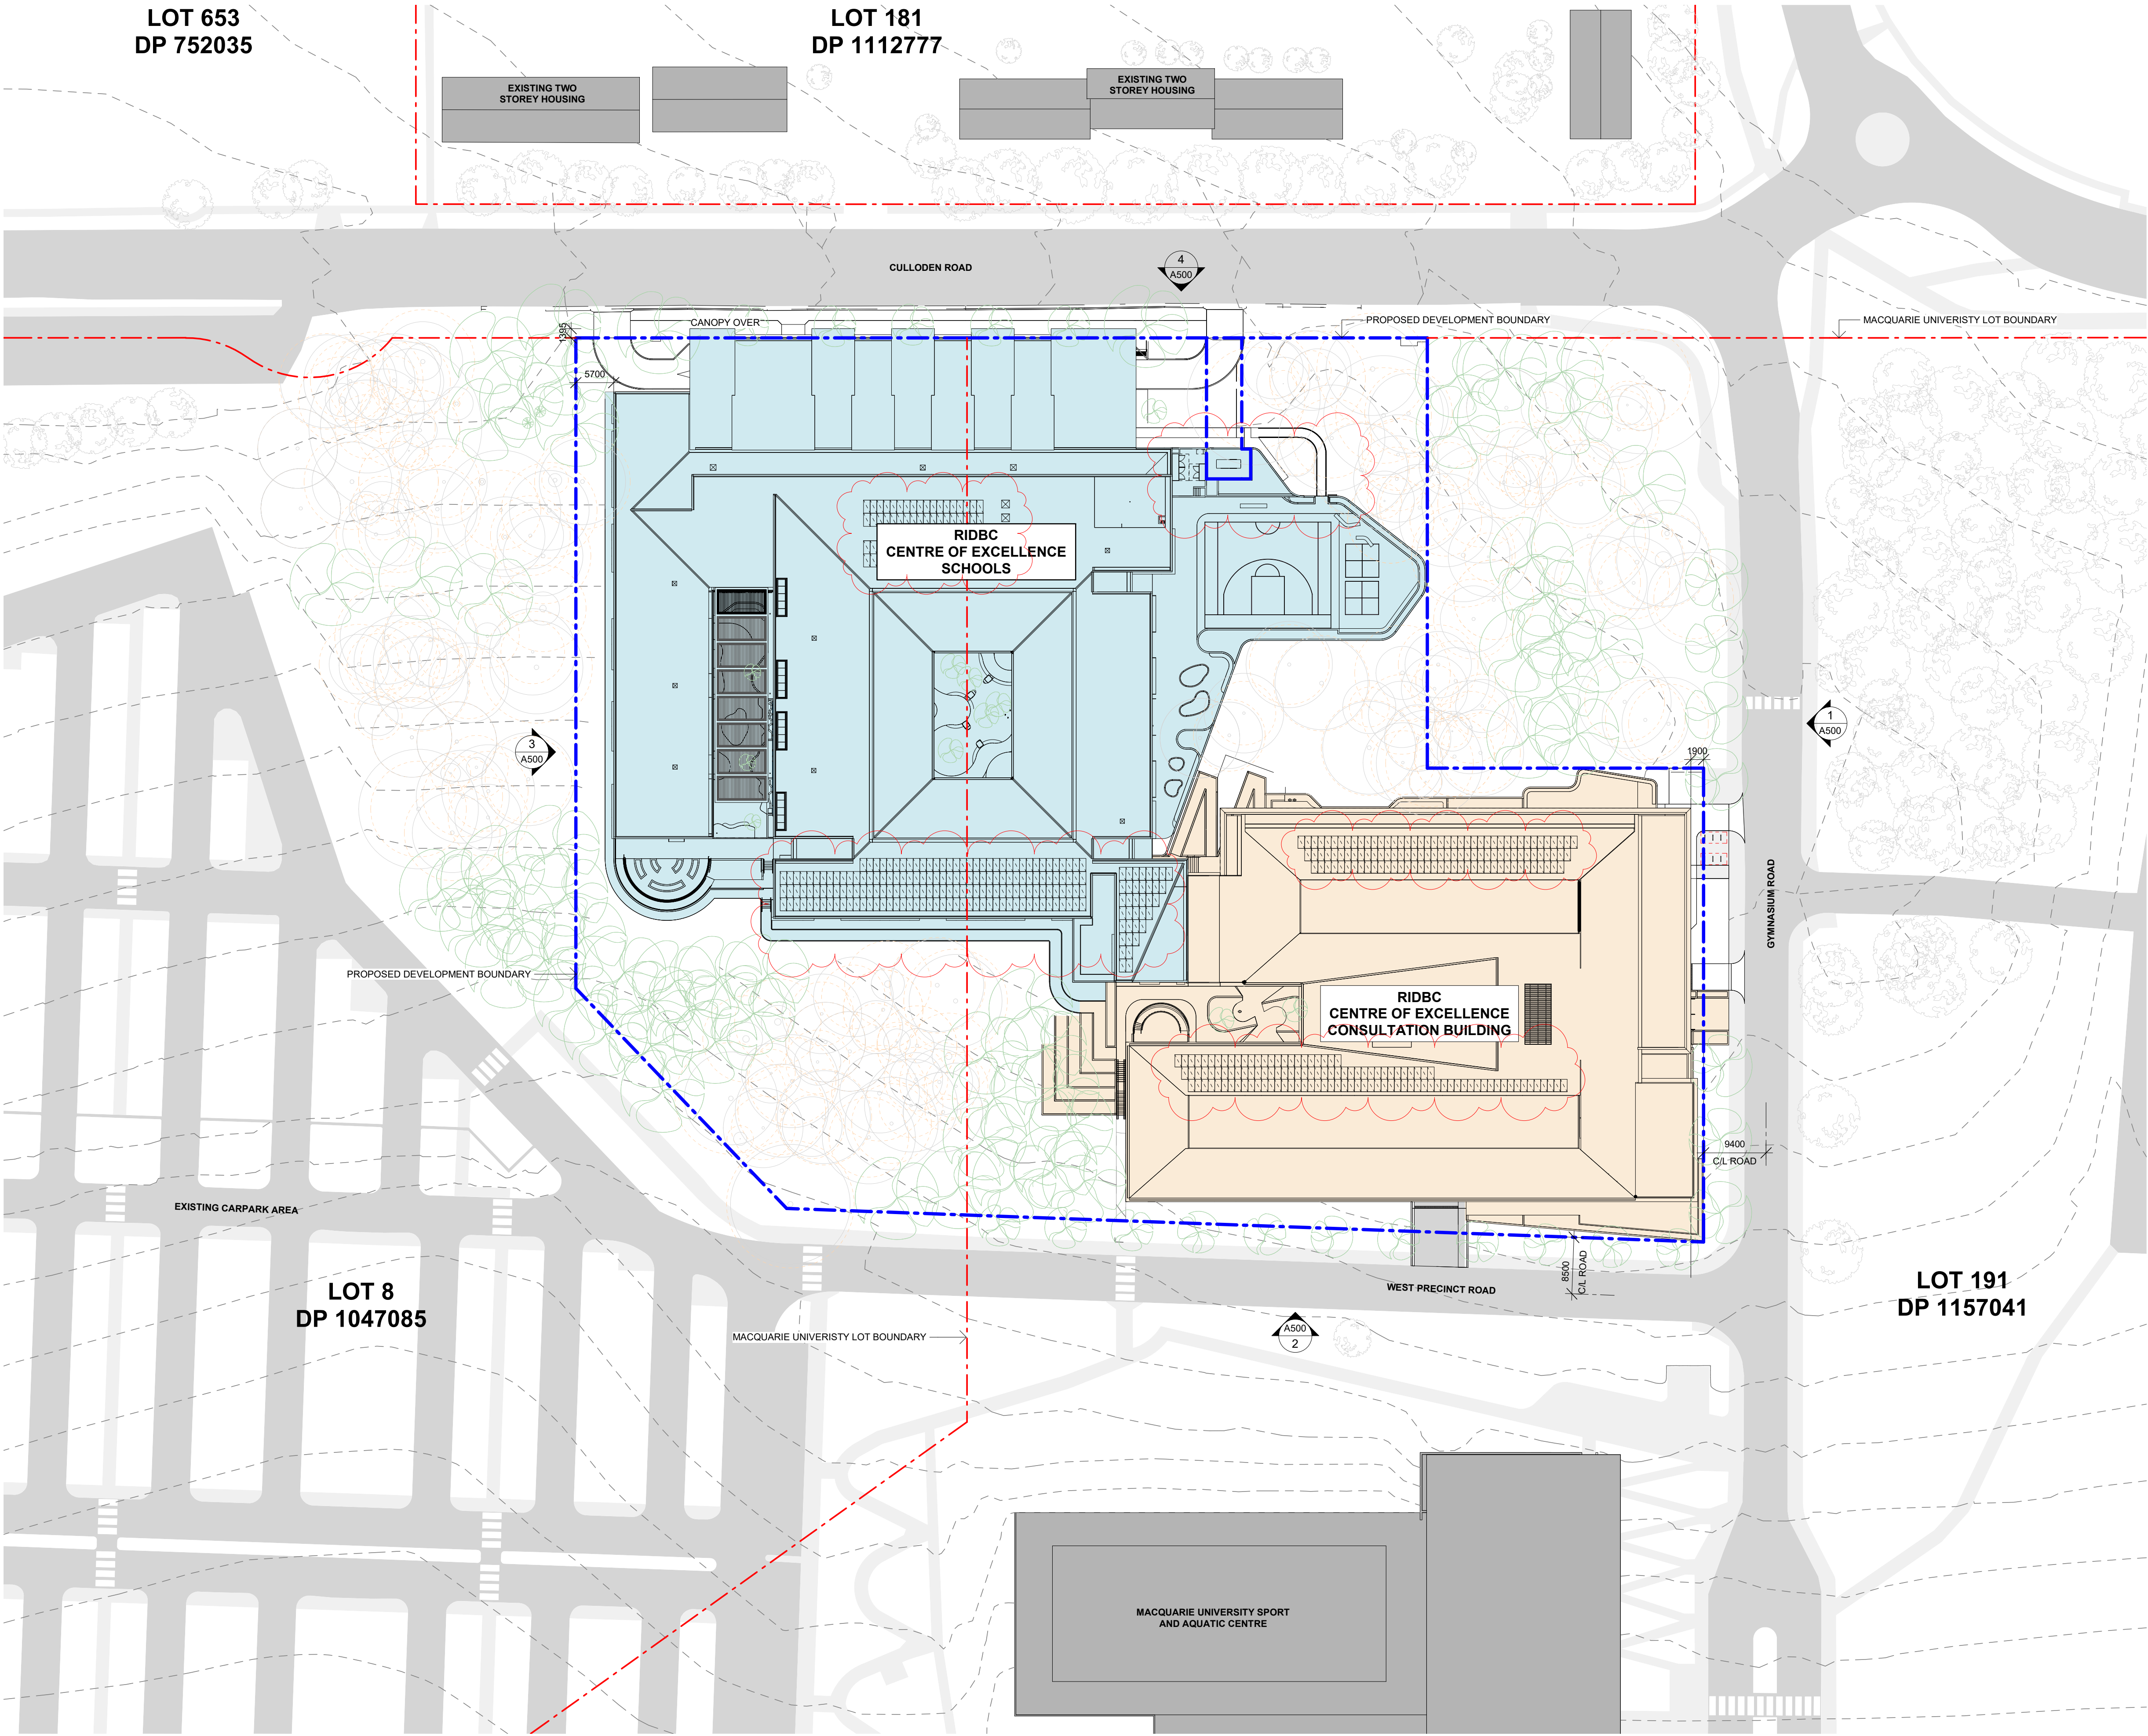 LOT 653
DP 752035
LOT 181
DP 1112777
EXISTING TWO
STOREY HOUSING
EXISTING TWO
STOREY HOUSING
CULLODEN ROAD
4
A500
CANOPY OVER
PROPOSED DEVELOPMENT BOUNDARY
MACQUARIE UNIVERISTY LOT BOUNDARY
1395
5700
RIDBC
CENTRE OF EXCELLENCE
SCHOOLS
3
A500
1
A500
1900
GYMNASIUM ROAD
PROPOSED DEVELOPMENT BOUNDARY
RIDBC
CENTRE OF EXCELLENCE
CONSULTATION BUILDING
9400
C/L ROAD
EXISTING CARPARK AREA
8500
C/L ROAD
WEST PRECINCT ROAD
LOT 8
DP 1047085
LOT 191
DP 1157041
MACQUARIE UNIVERISTY LOT BOUNDARY
A500
2
MACQUARIE UNIVERSITY SPORT
AND AQUATIC CENTRE